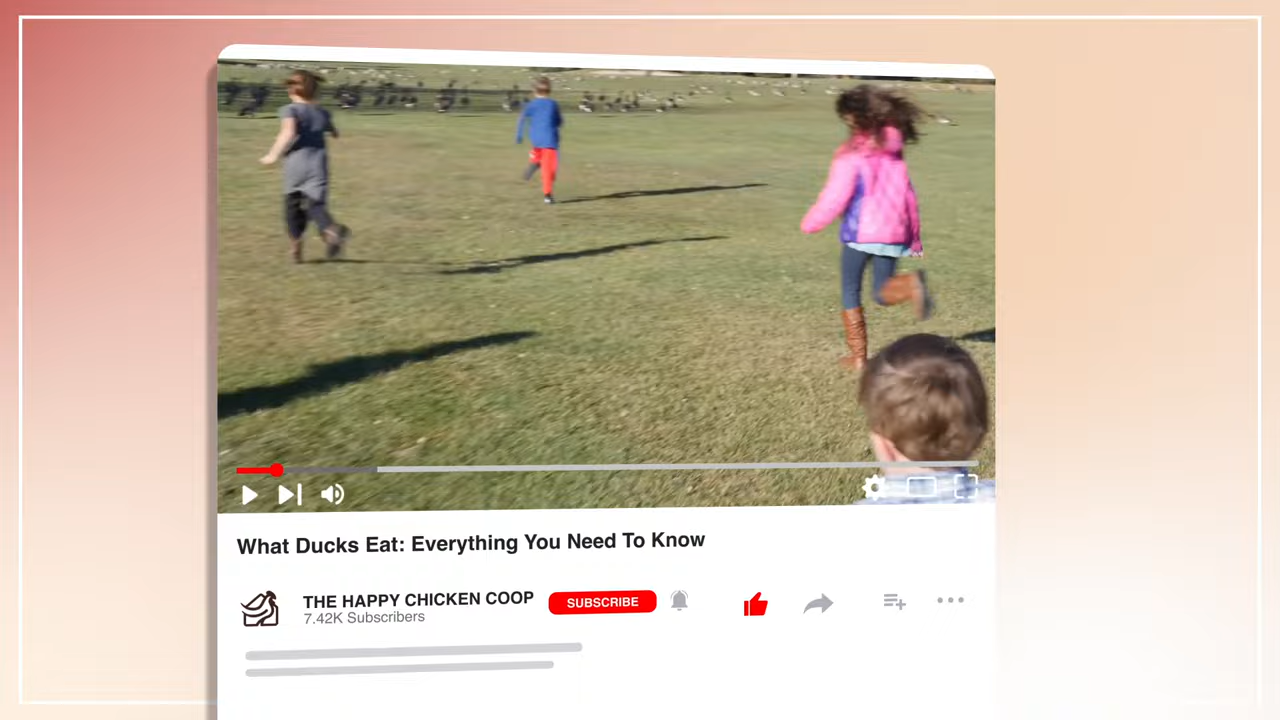 What Ducks Eat: Everything You Need To Know
THE HAPPY CHICKEN COOP
7.42K Subscribers
SUBSCRIBE